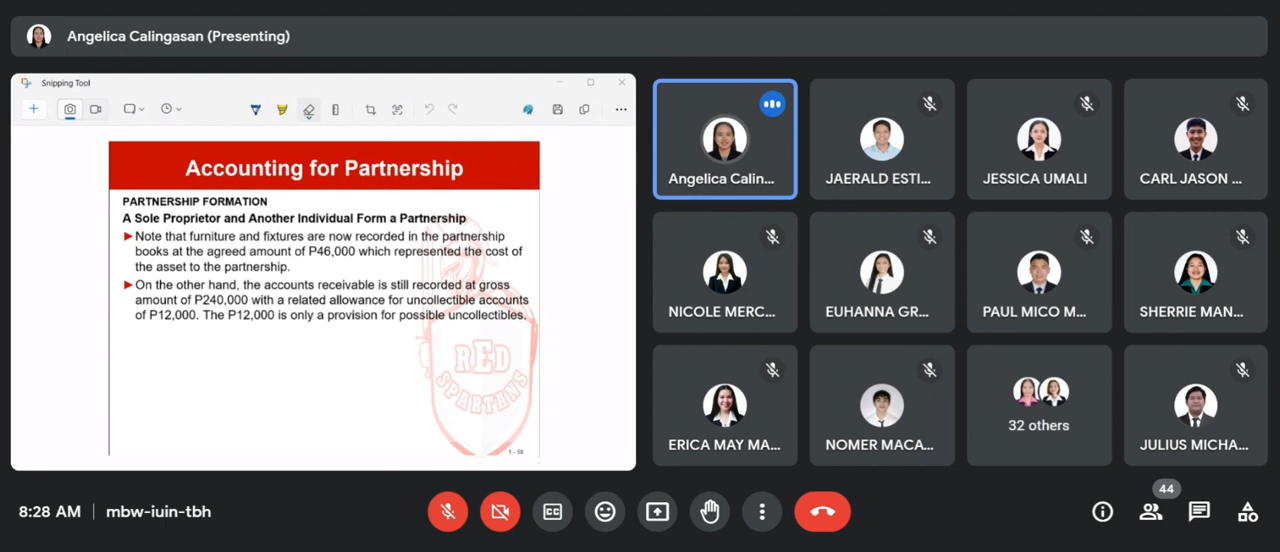 Angelica Calingasan (Presenting)
Snipping Tool
Accounting for Partnership
PARTNERSHIP FORMATION
A Sole Proprietor and Another Individual Form a Partnership
Note that furniture and fixtures are now recorded in the partnership
books at the agreed amount of P46,000 which represented the cost of
the asset to the partnership.
On the other hand, the accounts receivable is still recorded at gross
amount of P240,000 with a related allowance for uncollectible accounts
of P12,000. The P12,000 is only a provision for possible uncollectibles.
RED
SPARTANS
1 - 58
Angelica Calin...
JAERALD ESTI...
JESSICA UMALI
CARL JASON ...
NICOLE MERC...
EUHANNA GR...
PAUL MICO M...
SHERRIE MAN...
ERICA MAY MA...
NOMER MACA...
32 others
JULIUS MICHA...
8:28 AM | mbw-iuin-tbh
CC
44